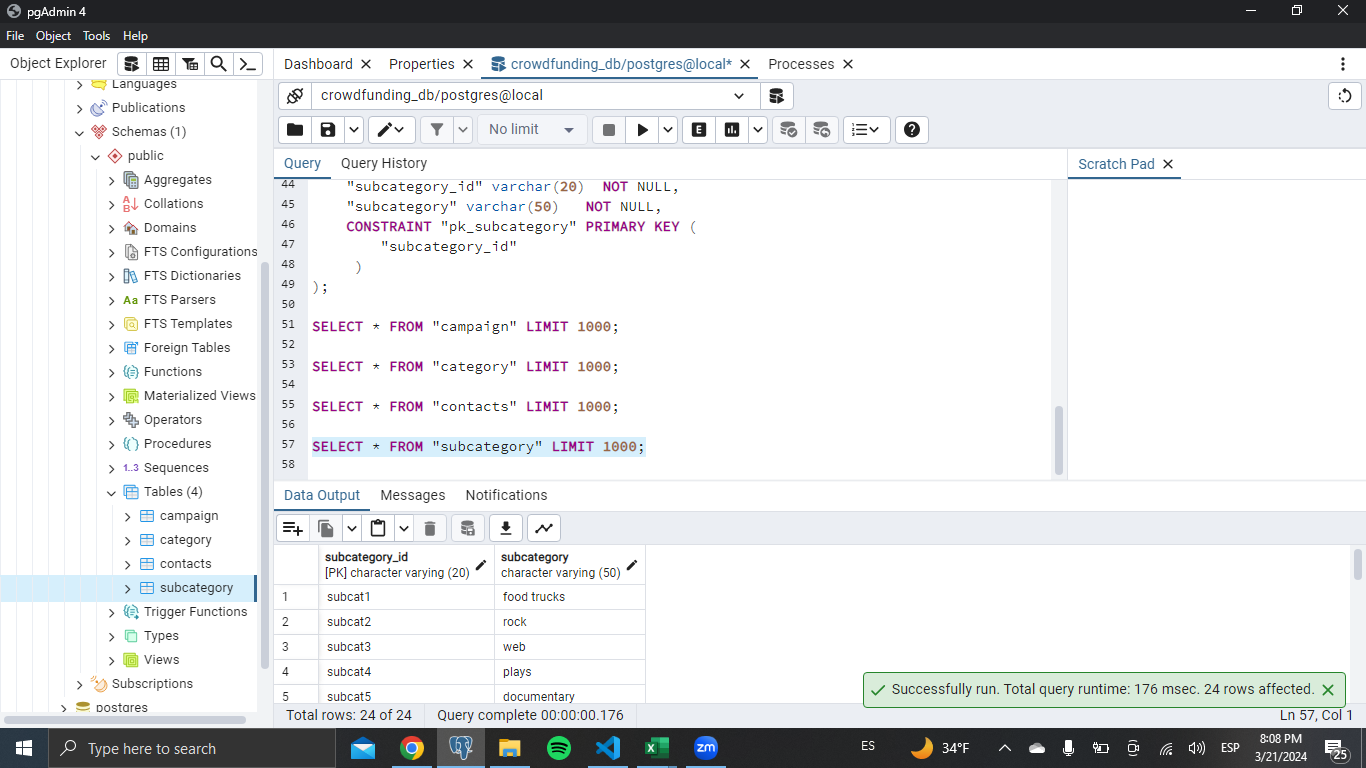 pgAdmin 4
File Object Tools Help
Object Explorer
Dashboard
Properties
crowdfunding_db/postgres@local*
Processes
Languages
Publications
Schemas (1)
public
Aggregates
Collations
Domains
FTS Configurations
FTS Dictionaries
Aa FTS Parsers
FTS Templates
Foreign Tables
Functions
Materialized Views
Operators
Procedures
1..3 Sequences
Tables (4)
campaign
category
contacts
subcategory
Trigger Functions
Types
Views
Subscriptions
postgres
crowdfunding_db/postgres@local
No limit
E
Query Query History
Scratch Pad
44 "subcategory_id" varchar(20)  NOT NULL,
45 "subcategory" varchar(50)   NOT NULL,
46 CONSTRAINT "pk_subcategory" PRIMARY KEY (
47 "subcategory_id"
48 )
49 );
50
51 SELECT * FROM "campaign" LIMIT 1000;
52
53 SELECT * FROM "category" LIMIT 1000;
54
55 SELECT * FROM "contacts" LIMIT 1000;
56
57 SELECT * FROM "subcategory" LIMIT 1000;
58
Data Output Messages Notifications
subcategory_id
[PK] character varying (20)
subcategory
character varying (50)
1 subcat1 food trucks
2 subcat2 rock
3 subcat3 web
4 subcat4 plays
5 subcat5 documentary
Successfully run. Total query runtime: 176 msec. 24 rows affected.
Total rows: 24 of 24 Query complete 00:00:00.176 Ln 57, Col 1
Type here to search
zm
ES
34°F
ESP
8:08 PM
3/21/2024
25